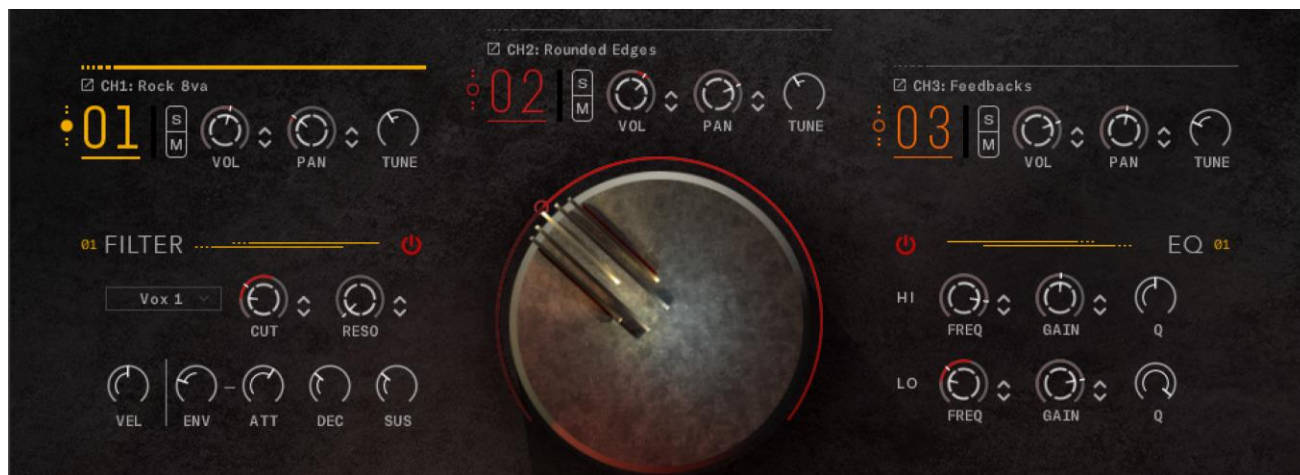 CH2: Rounded Edges
02 S
M
VOL PAN TUNE
CH1: Rock 8va
01 S
M
VOL PAN TUNE
CH3: Feedbacks
03 S
M
VOL PAN TUNE
01 FILTER
Vox 1
CUT RESO
VEL ENV ATT DEC SUS
EQ 01
HI
FREQ GAIN Q
LO
FREQ GAIN Q